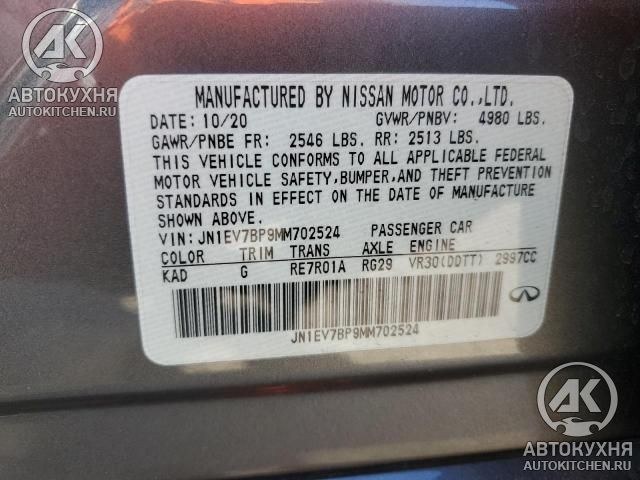 AK
АВТОКУХНЯ
AUTOKITCHEN.RU
MANUFACTURED BY NISSAN MOTOR CO.,LTD.
DATE: 10/20 GVWR/PNBV: 4980 LBS.
GAWR/PNBE FR: 2546 LBS. RR: 2513 LBS.
THIS VEHICLE CONFORMS TO ALL APPLICABLE FEDERAL
MOTOR VEHICLE SAFETY,BUMPER,AND THEFT PREVENTION
STANDARDS IN EFFECT ON THE DATE OF MANUFACTURE
SHOWN ABOVE.
VIN: JN1EV7BP9MM702524 PASSENGER CAR
COLOR TRIM TRANS AXLE ENGINE
KAD G RE7R01A RG29 VR30(DDTT) 2997CC
JN1EV7BP9MM702524
AK
АВТОКУХНЯ
AUTOKITCHEN.RU